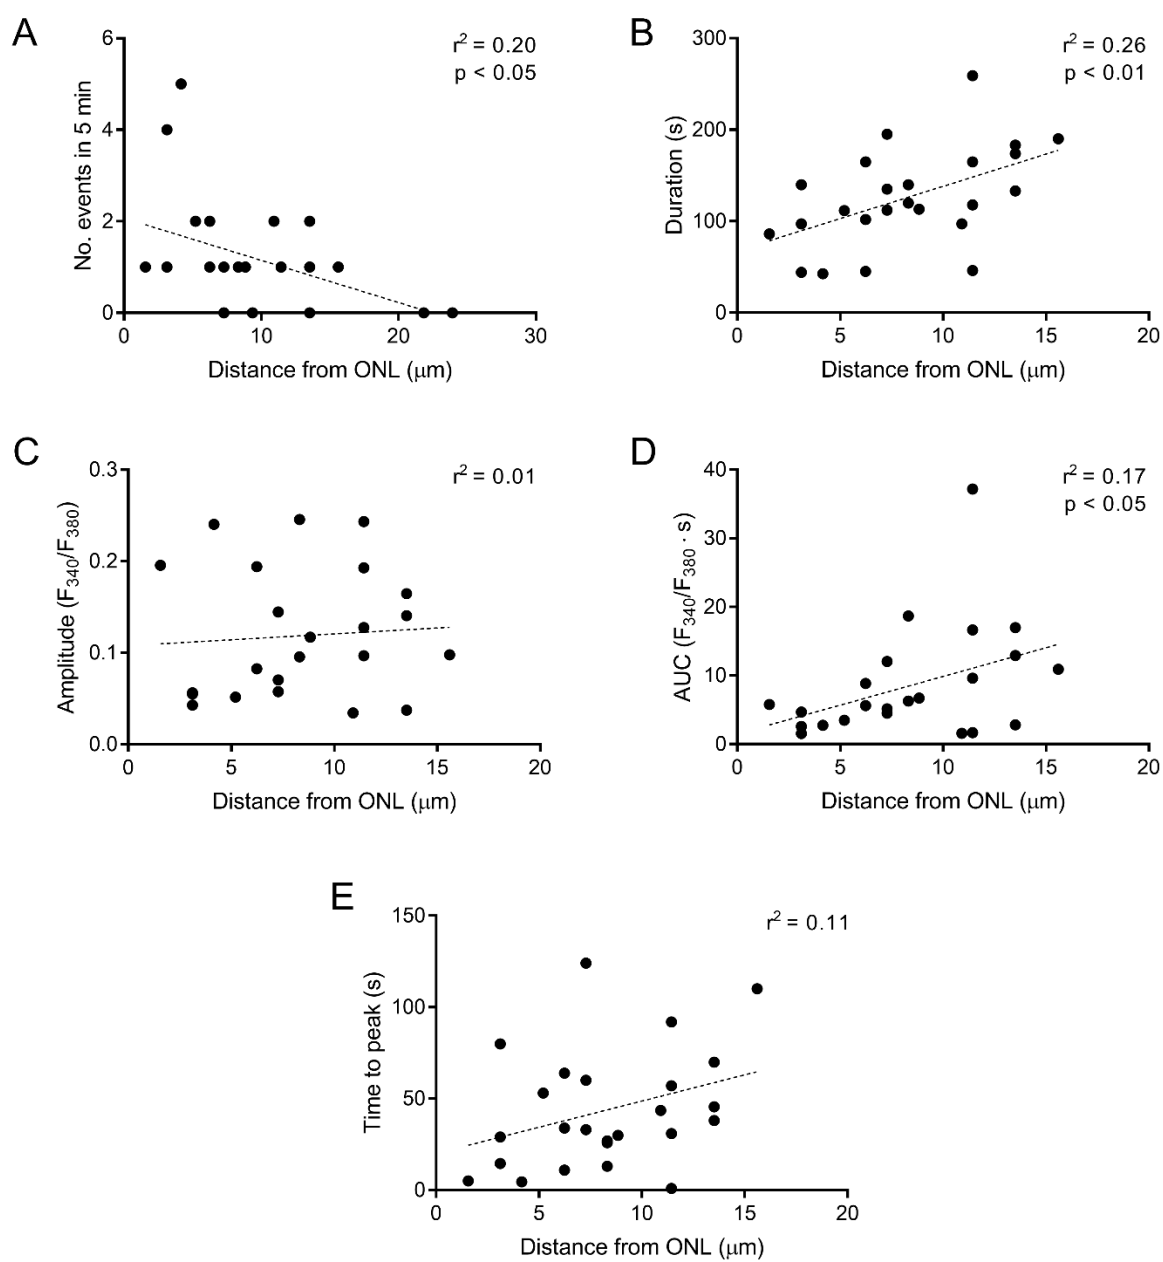 A
No. events in 5 min
6
4
2
0
r² = 0.20
p < 0.05
0 10 20 30
Distance from ONL (μm)
B
Duration (s)
300
200
100
0
r² = 0.26
p < 0.01
0 5 10 15 20
Distance from ONL (μm)
C
Amplitude (F₃₄₀/F₃₈₀)
0.3
0.2
0.1
0.0
r² = 0.01
0 5 10 15 20
Distance from ONL (μm)
D
AUC (F₃₄₀/F₃₈₀ · s)
40
30
20
10
0
r² = 0.17
p < 0.05
0 5 10 15 20
Distance from ONL (μm)
E
Time to peak (s)
150
100
50
0
r² = 0.11
0 5 10 15 20
Distance from ONL (μm)